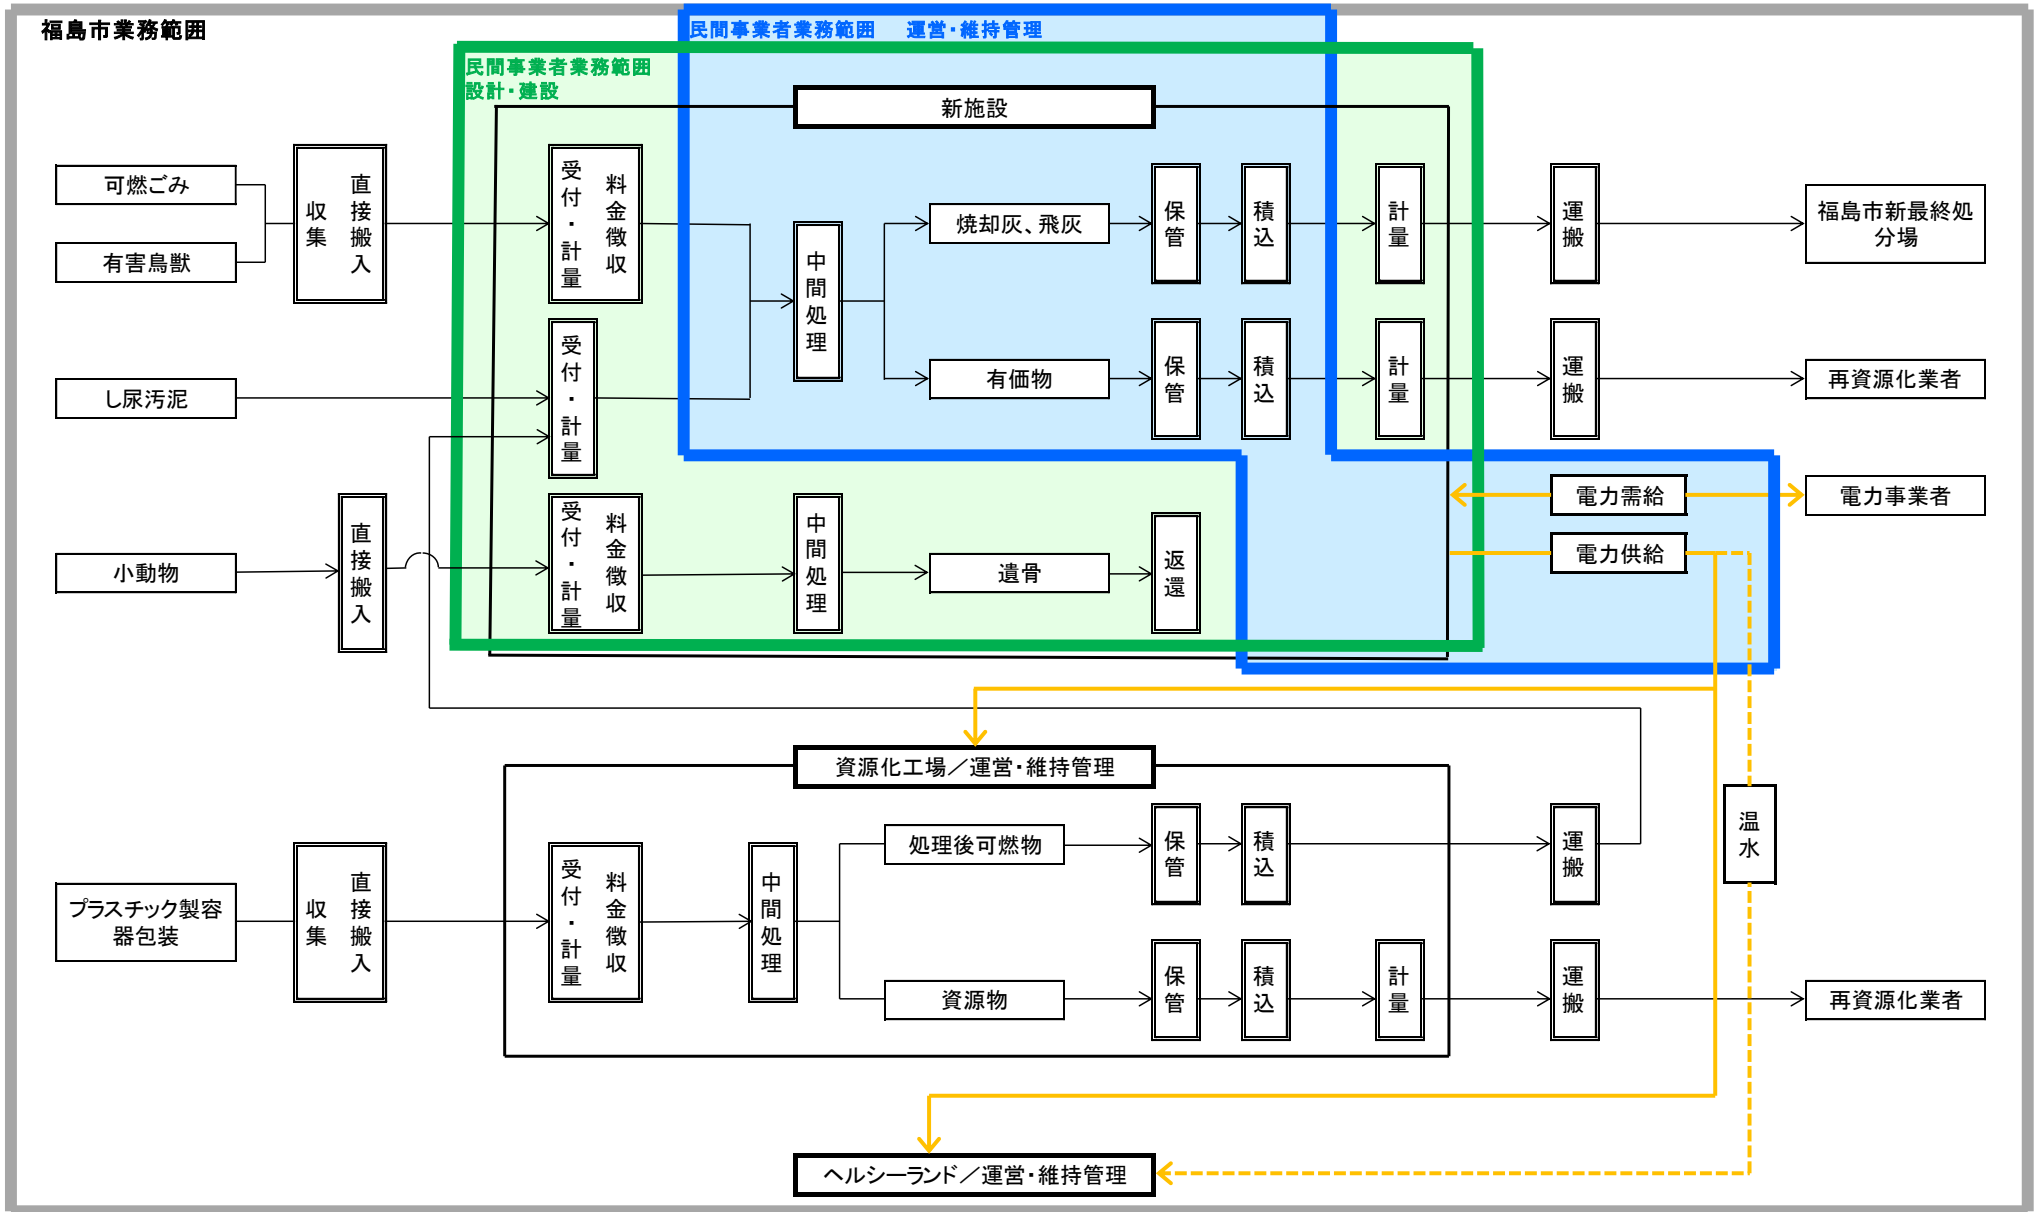 福島市業務範囲
民間事業者業務範囲　運営・維持管理
民間事業者業務範囲
設計・建設
新施設
可燃ごみ
有害鳥獣
収集
直接搬入
受付・計量
料金徴収
中間処理
焼却灰、飛灰
保管
積込
計量
運搬
福島市新最終処
分場
し尿汚泥
受付・計量
有価物
保管
積込
計量
運搬
再資源化業者
電力需給
電力事業者
電力供給
小動物
直接搬入
受付・計量
料金徴収
中間処理
遺骨
返還
資源化工場／運営・維持管理
プラスチック製容
器包装
収集
直接搬入
受付・計量
料金徴収
中間処理
処理後可燃物
保管
積込
運搬
温水
資源物
保管
積込
計量
運搬
再資源化業者
ヘルシーランド／運営・維持管理